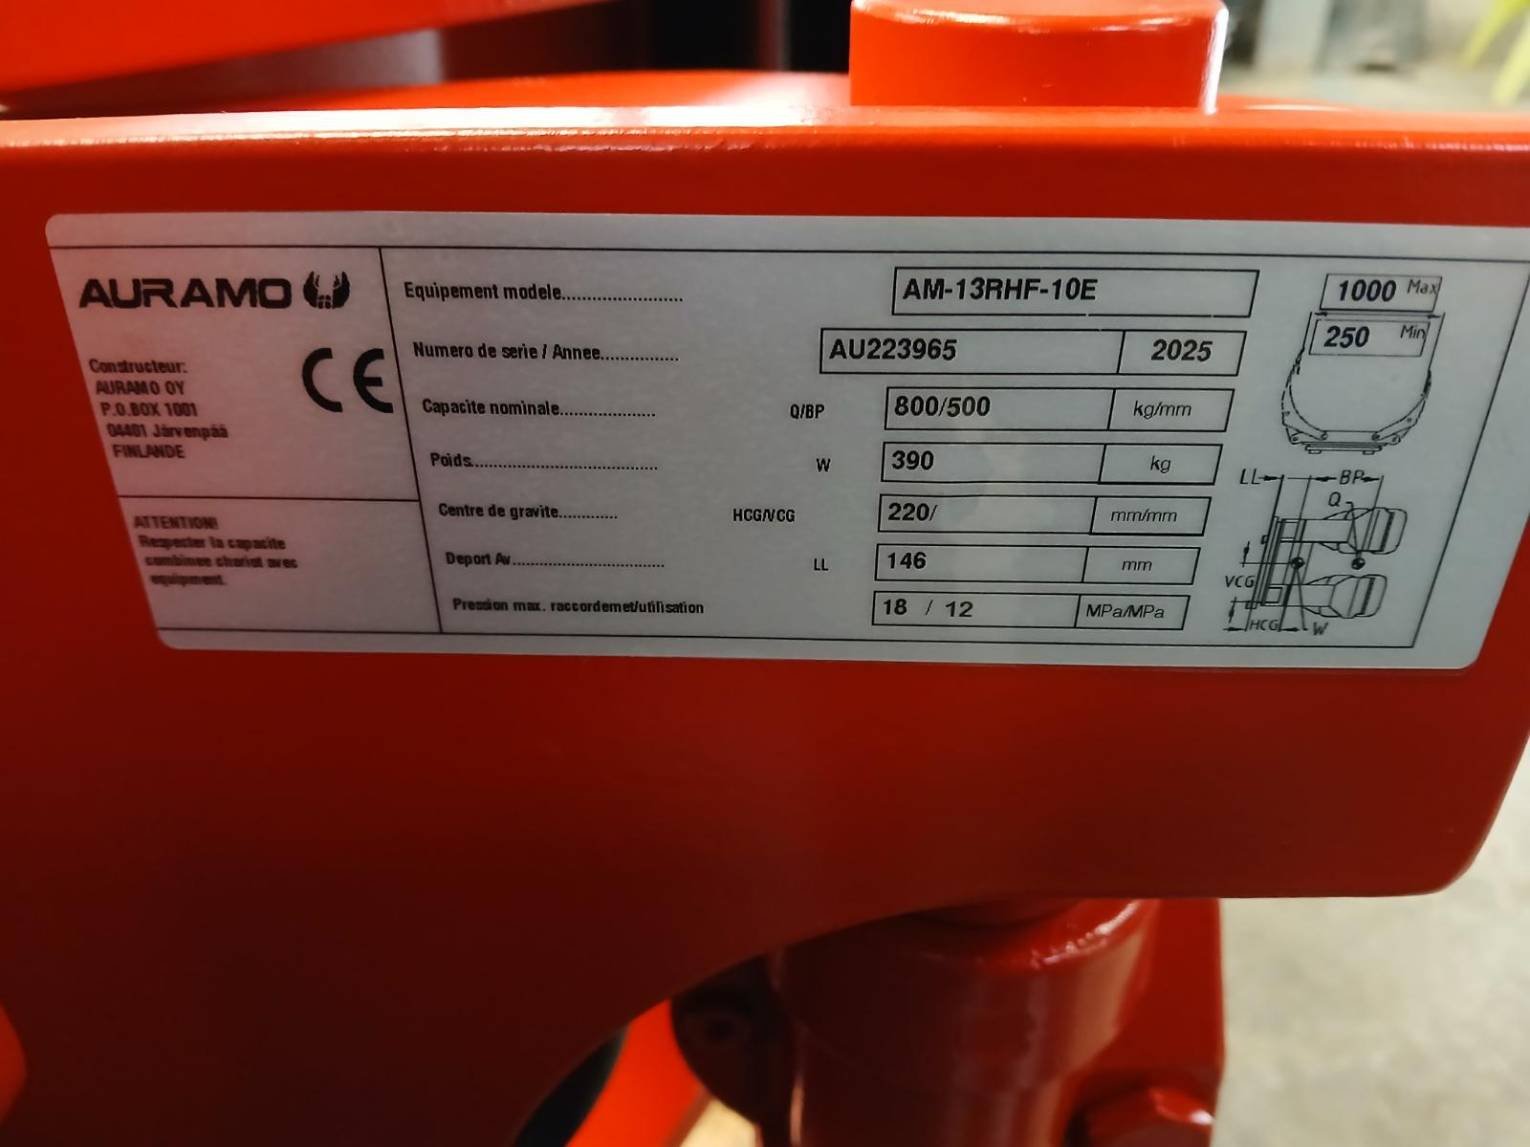 AURAMO
Constructeur:
AURAMO OY
P.O.BOX 1001
04401 Järvenpää
FINLANDE
CE
ATTENTION!
Respecter la capacite
combinee chariot avec
equipement.
Equipement modele........................ AM-13RHF-10E
Numero de serie / Annee................ AU223965 2025
Capacite nominale.................... Q/BP 800/500 kg/mm
Poids....................................... W 390 kg
Centre de gravite............. HCG/VCG 220/ mm/mm
Deport Av................................. LL 146 mm
Pression max. raccordemet/utilisation 18 / 12 MPa/MPa
1000 Max
250 Min
LL BP
Q
VCG
HCG W